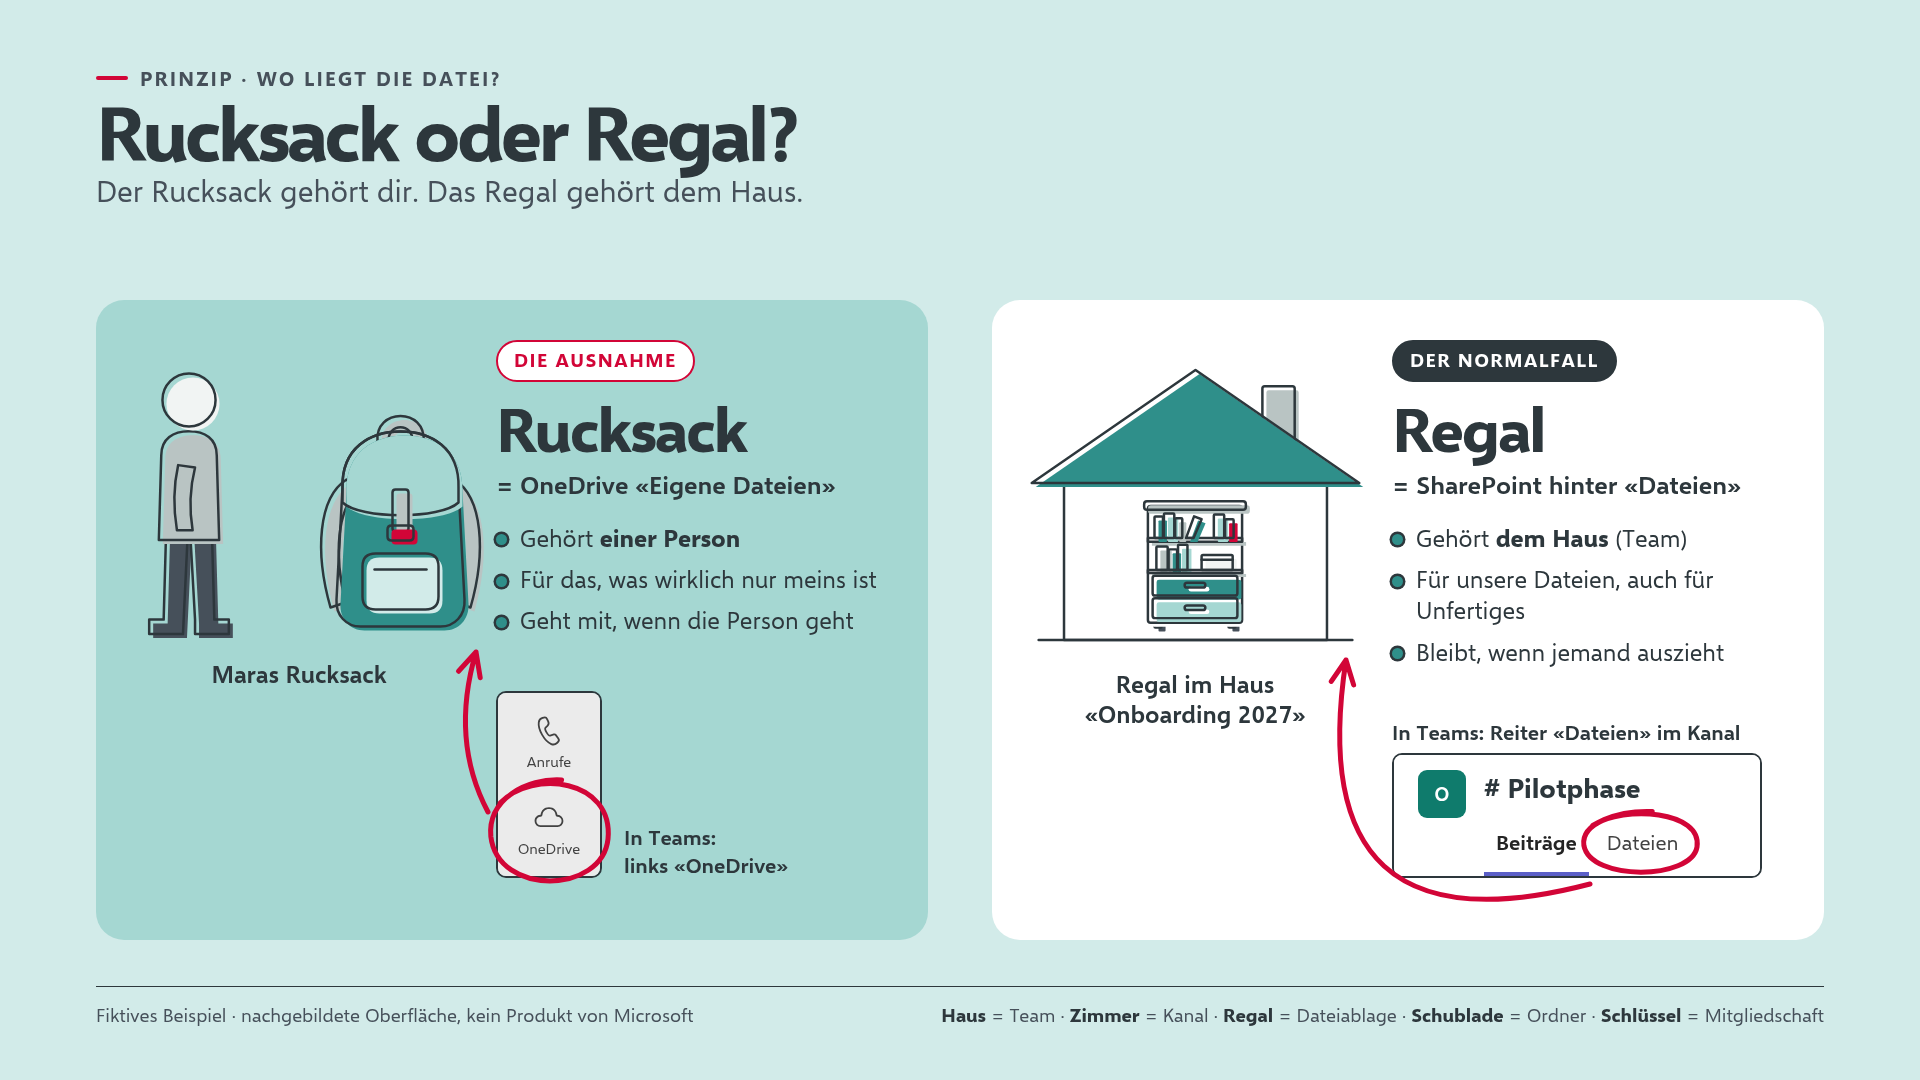 PRINZIP · WO LIEGT DIE DATEI?
Rucksack oder Regal?
Der Rucksack gehört dir. Das Regal gehört dem Haus.
DIE AUSNAHME
Rucksack
= OneDrive «Eigene Dateien»
Gehört einer Person
Für das, was wirklich nur meins ist
Geht mit, wenn die Person geht
Maras Rucksack
Anrufe
OneDrive
In Teams:
links «OneDrive»
DER NORMALFALL
Regal
= SharePoint hinter «Dateien»
Gehört dem Haus (Team)
Für unsere Dateien, auch für
Unfertiges
Bleibt, wenn jemand auszieht
Regal im Haus
«Onboarding 2027»
In Teams: Reiter «Dateien» im Kanal
O
# Pilotphase
Beiträge Dateien
Fiktives Beispiel · nachgebildete Oberfläche, kein Produkt von Microsoft
Haus = Team · Zimmer = Kanal · Regal = Dateiablage · Schublade = Ordner · Schlüssel = Mitgliedschaft